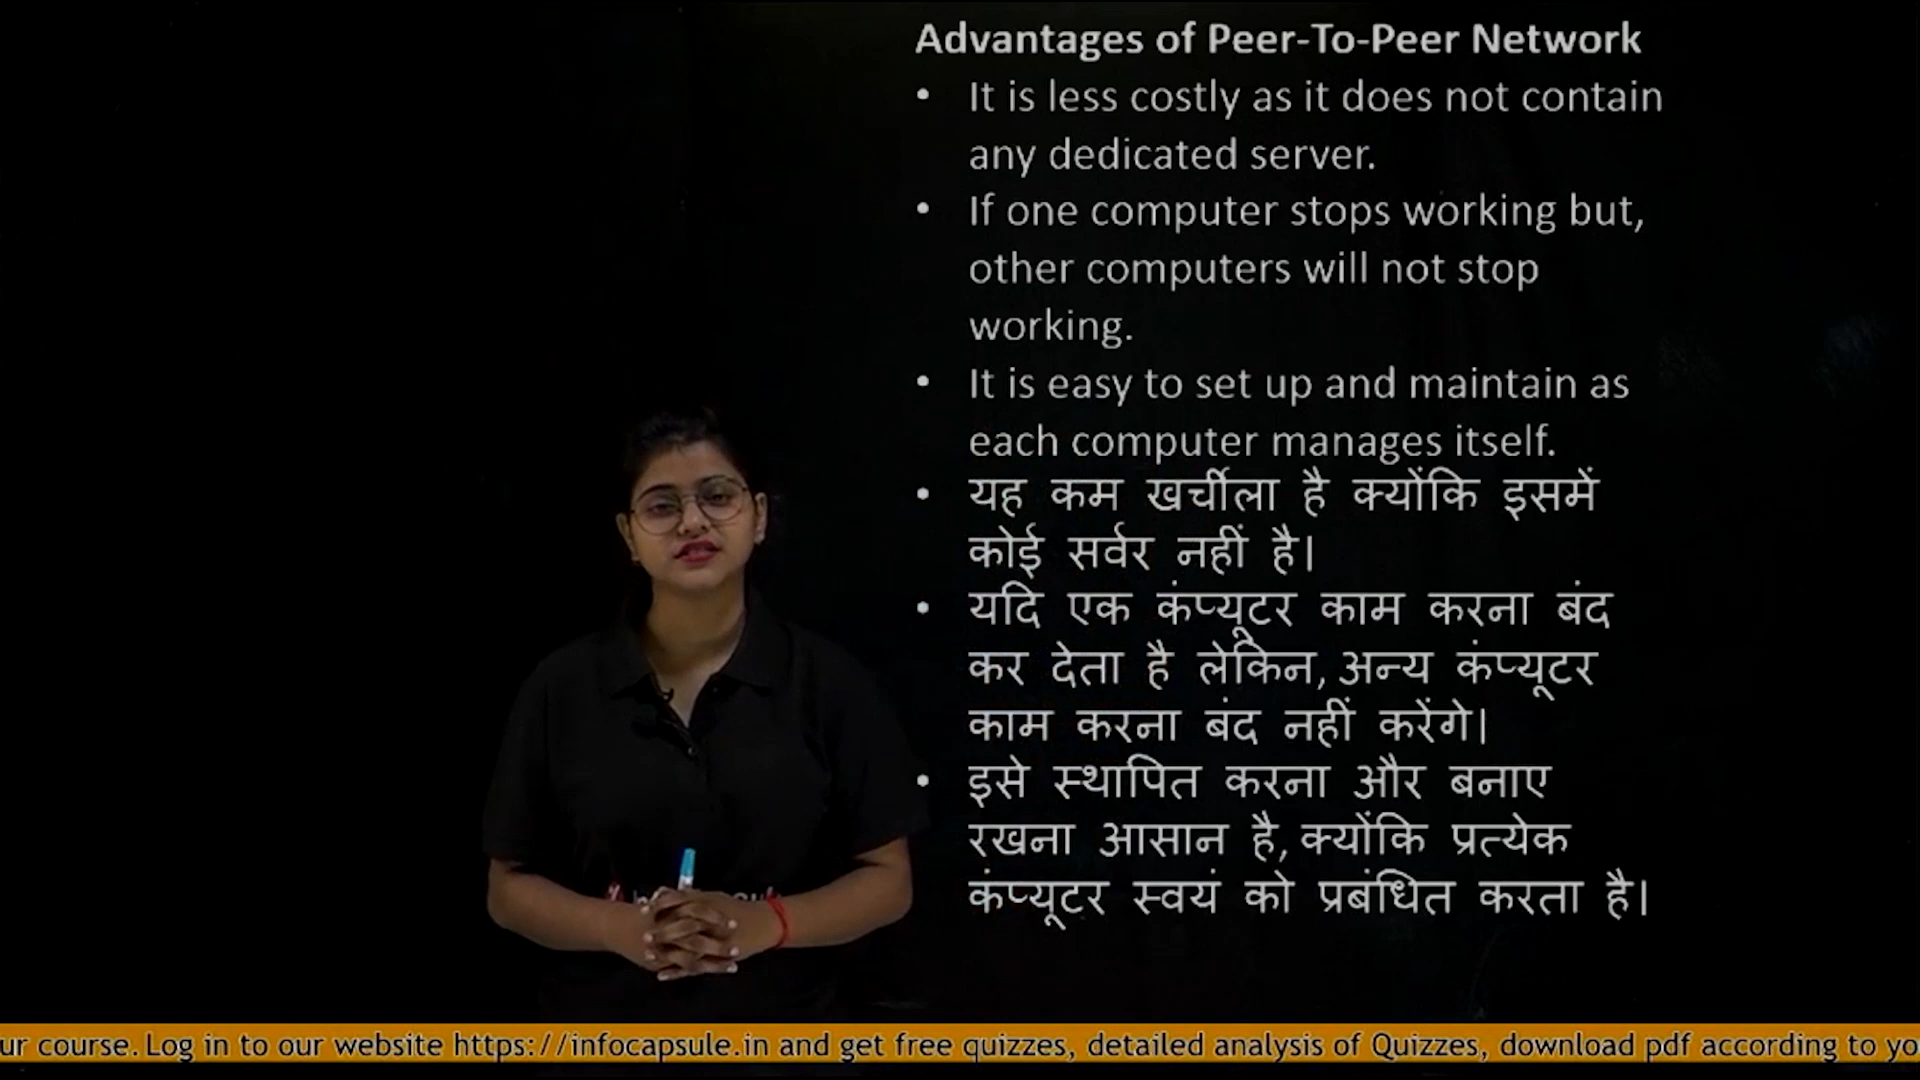 Advantages of Peer-To-Peer Network
• It is less costly as it does not contain
any dedicated server.
• If one computer stops working but,
other computers will not stop
working.
• It is easy to set up and maintain as
each computer manages itself.
• यह कम खर्चीला है क्योंकि इसमें
कोई सर्वर नहीं है।
• यदि एक कंप्यूटर काम करना बंद
कर देता है लेकिन, अन्य कंप्यूटर
काम करना बंद नहीं करेंगे।
• इसे स्थापित करना और बनाए
रखना आसान है, क्योंकि प्रत्येक
कंप्यूटर स्वयं को प्रबंधित करता है।
ur course. Log in to our website https://infocapsule.in and get free quizzes, detailed analysis of Quizzes, download pdf according to yo